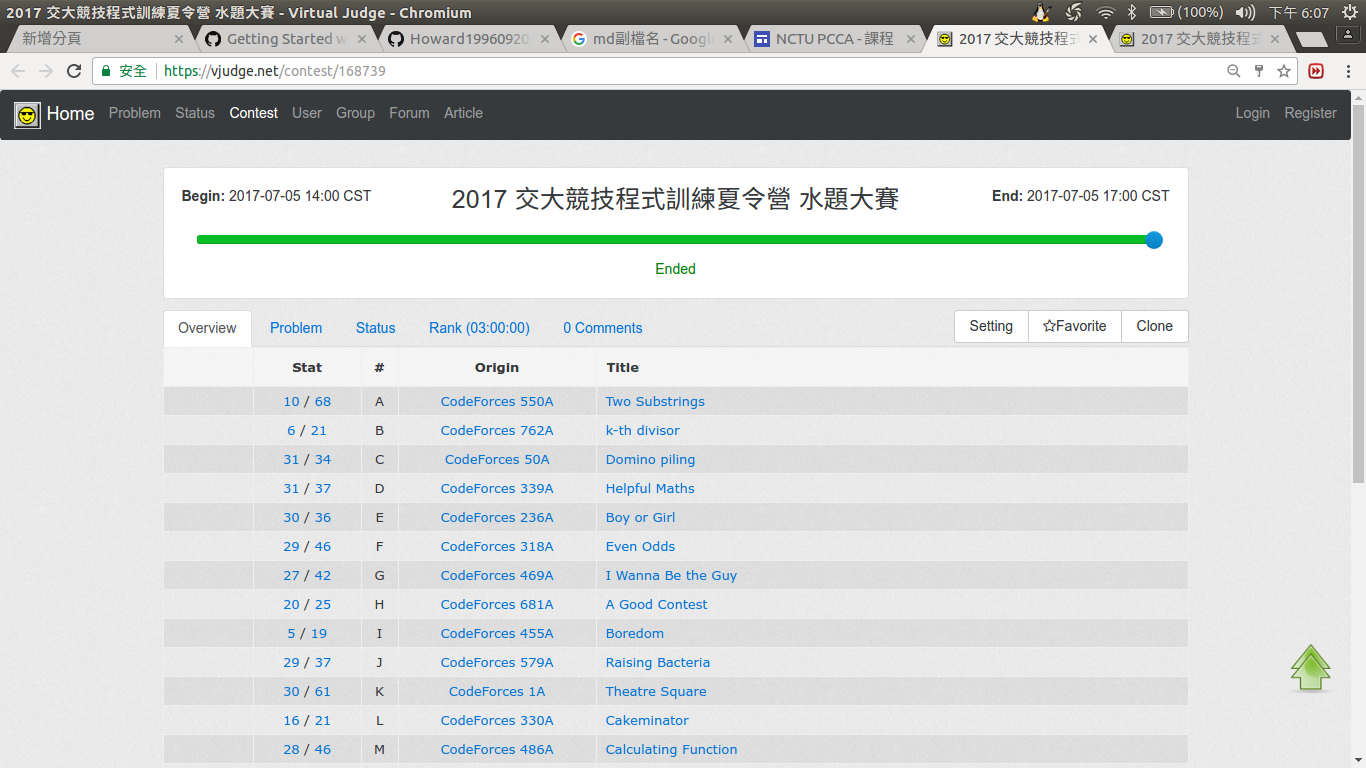 2017 交大競技程式訓練夏令營 水題大賽 - Virtual Judge - Chromium (100%) 下午 6:07
新增分頁 Getting Started w Howard19960920 md副檔名 - Google NCTU PCCA - 課程 2017 交大競技程式 2017 交大競技程式
安全 https://vjudge.net/contest/168739
Home Problem Status Contest User Group Forum Article Login Register
Begin: 2017-07-05 14:00 CST 2017 交大競技程式訓練夏令營 水題大賽 End: 2017-07-05 17:00 CST
Ended
Overview Problem Status Rank (03:00:00) 0 Comments Setting ☆Favorite Clone
Stat # Origin Title
10 / 68 A CodeForces 550A Two Substrings
6 / 21 B CodeForces 762A k-th divisor
31 / 34 C CodeForces 50A Domino piling
31 / 37 D CodeForces 339A Helpful Maths
30 / 36 E CodeForces 236A Boy or Girl
29 / 46 F CodeForces 318A Even Odds
27 / 42 G CodeForces 469A I Wanna Be the Guy
20 / 25 H CodeForces 681A A Good Contest
5 / 19 I CodeForces 455A Boredom
29 / 37 J CodeForces 579A Raising Bacteria
30 / 61 K CodeForces 1A Theatre Square
16 / 21 L CodeForces 330A Cakeminator
28 / 46 M CodeForces 486A Calculating Function